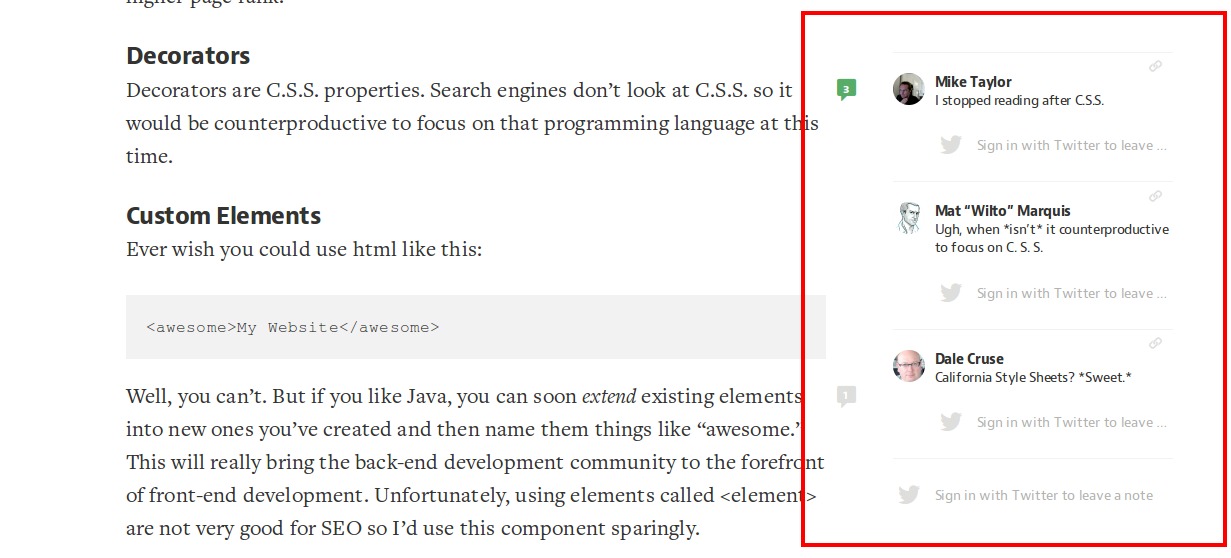 higher page rank.
Decorators
Decorators are C.S.S. properties. Search engines don’t look at C.S.S. so it
would be counterproductive to focus on that programming language at this
time.
Custom Elements
Ever wish you could use html like this:
<awesome>My Website</awesome>
Well, you can’t. But if you like Java, you can soon extend existing elements
into new ones you’ve created and then name them things like “awesome.”
This will really bring the back-end development community to the forefront
of front-end development. Unfortunately, using elements called <element>
are not very good for SEO so I’d use this component sparingly.
3
Mike Taylor
I stopped reading after C.S.S.
Sign in with Twitter to leave ...
Mat “Wilto” Marquis
Ugh, when *isn’t* it counterproductive
to focus on C. S. S.
Sign in with Twitter to leave ...
Dale Cruse
California Style Sheets? *Sweet.*
1
Sign in with Twitter to leave ...
Sign in with Twitter to leave a note